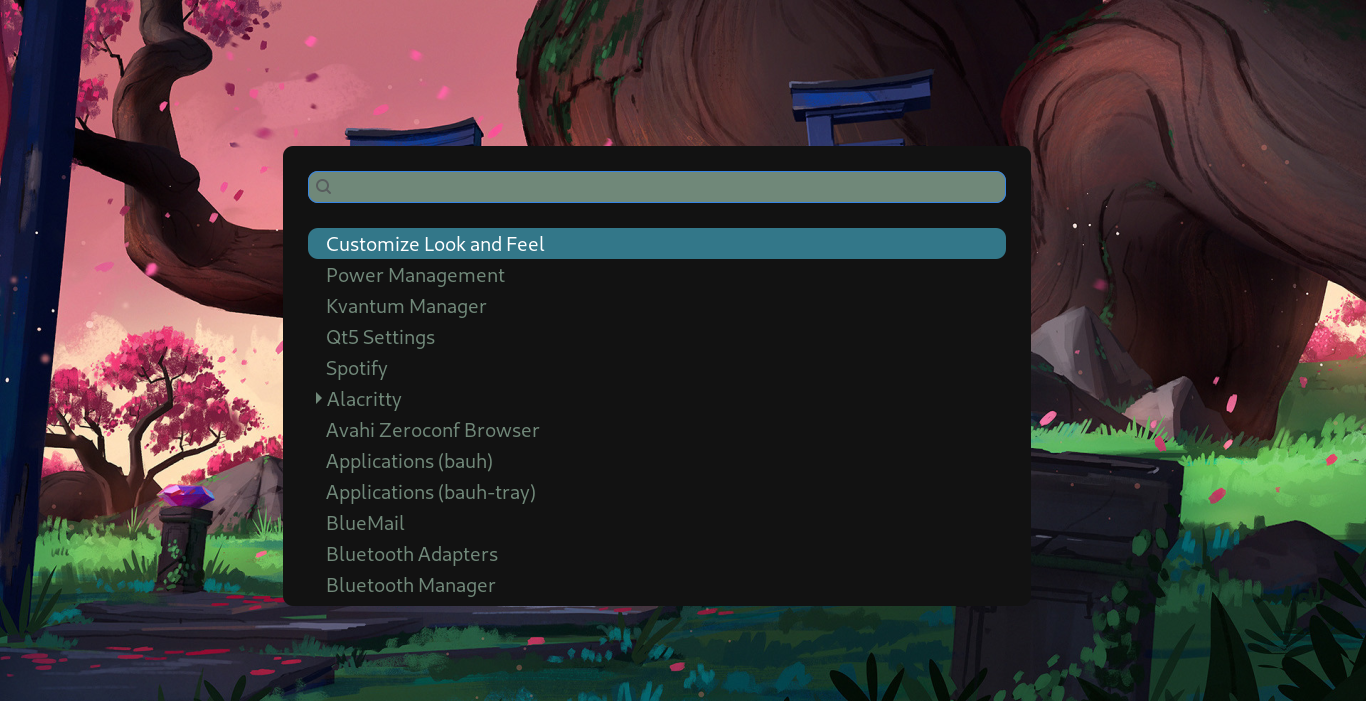 Customize Look and Feel
Power Management
Kvantum Manager
Qt5 Settings
Spotify
Alacritty
Avahi Zeroconf Browser
Applications (bauh)
Applications (bauh-tray)
BlueMail
Bluetooth Adapters
Bluetooth Manager